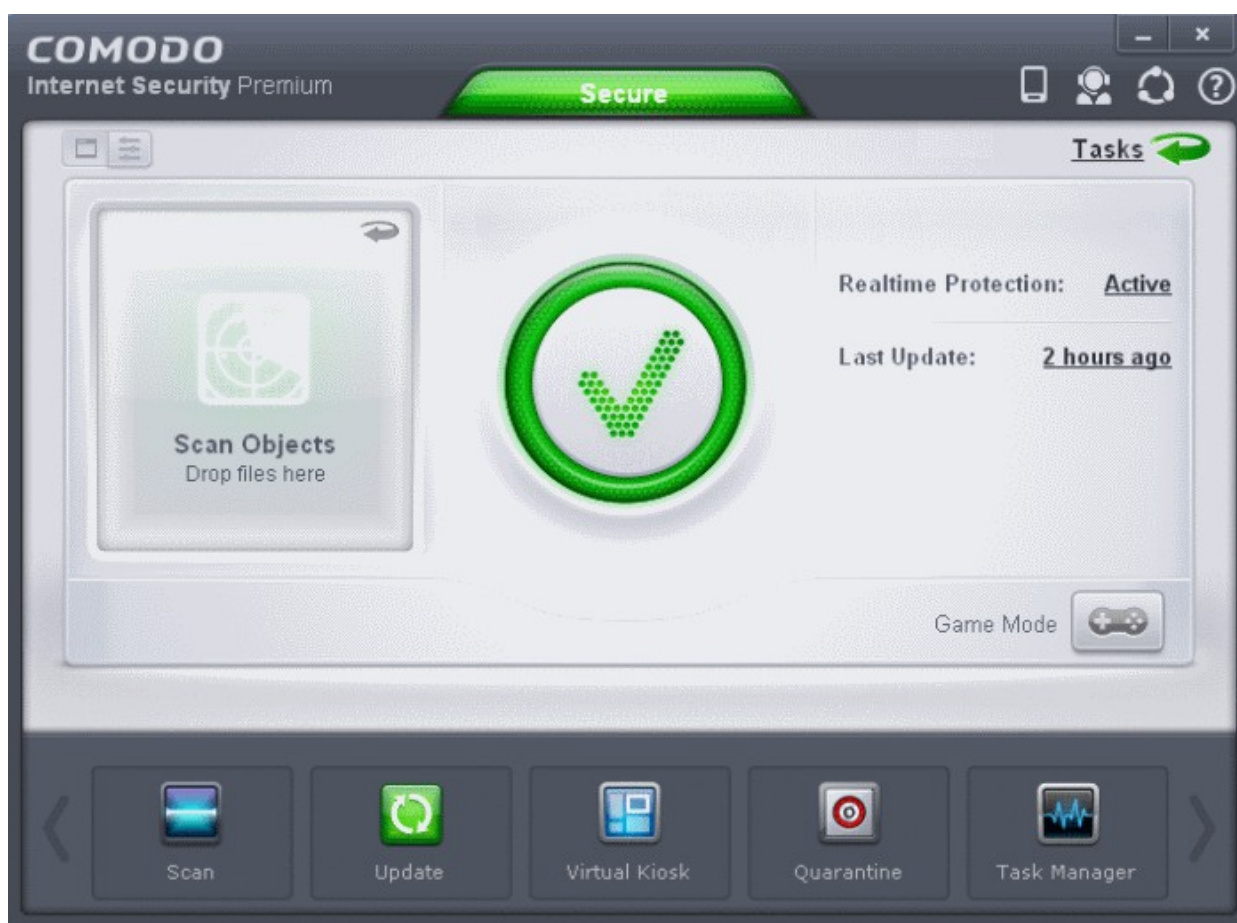 COMODO
Internet Security Premium
Secure
Tasks
Scan Objects
Drop files here
Realtime Protection: Active
Last Update: 2 hours ago
Game Mode
Scan
Update
Virtual Kiosk
Quarantine
Task Manager